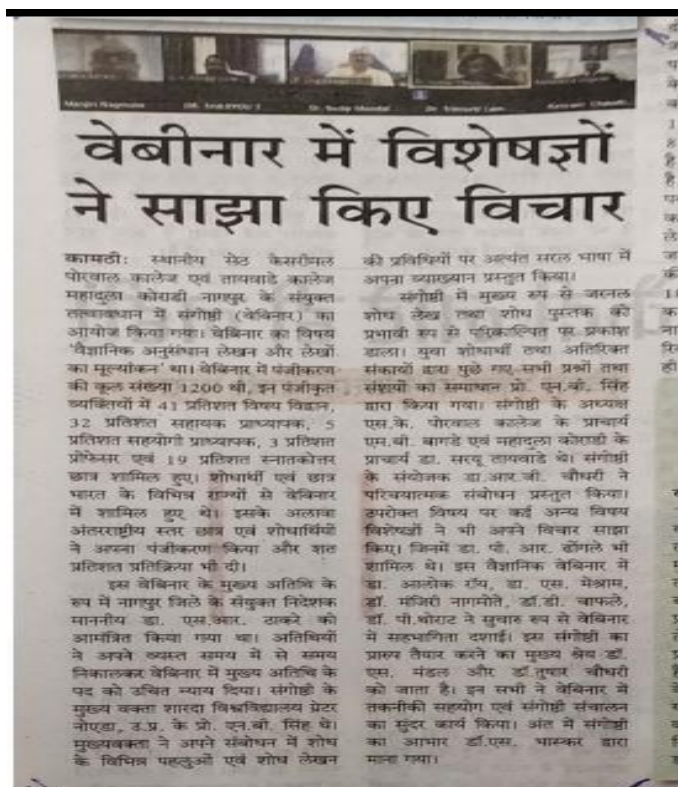 Manjiri Nagmote
Dr. Sudip Mondal
वेबीनार में विशेषज्ञों
ने साझा किए विचार
कामठी: स्थानीय सेठ केसरीमल
पोरवाल कालेज एवं तायवाडे कालेज
महादुला कोराडी नागपुर के संयुक्त
तत्वावधान में संगोष्ठी (वेबिनार) का
आयोज किया गया। वेबिनार का विषय
'वैज्ञानिक अनुसंधान लेखन और लेखों
का मूल्यांकन' था। वेबिनार में पंजीकरण
की कुल संख्या 1200 थी, इन पंजीकृत
व्यक्तियों में 41 प्रतिशत विषय विद्वान,
32 प्रतिशत सहायक प्राध्यापक, 5
प्रतिशत सहयोगी प्राध्यापक, 3 प्रतिशत
प्रोफेसर एवं 19 प्रतिशत स्नातकोत्तर
छात्र शामिल हुए। शोधार्थी एवं छात्र
भारत के विभिन्न राज्यों से वेबिनार
में शामिल हुए थे। इसके अलावा
अंतरराष्ट्रीय स्तर छात्र एवं शोधार्थियों
ने अपना पंजीकरण किया और शत
प्रतिशत प्रतिक्रिया भी दी।
इस वेबिनार के मुख्य अतिथि के
रूप में नागपुर जिले के संयुक्त निदेशक
माननीय डा. एस.आर. ठाकरे को
आमंत्रित किया गया था। अतिथियों
ने अपने व्यस्त समय में से समय
निकालकर वेबिनार में मुख्य अतिथि के
पद को उचित न्याय दिया। संगोष्ठी के
मुख्य वक्ता शारदा विश्वविद्यालय ग्रेटर
नोएडा, उ.प्र. के प्रो. एन.बी. सिंह थे।
मुख्यवक्ता ने अपने संबोधन में शोध
के विभिन्न पहलुओं एवं शोध लेखन
की प्रविधियों पर अत्यंत सरल भाषा में
अपना व्याख्यान प्रस्तुत किया।
संगोष्ठी में मुख्य रूप से जरनल
शोध लेख तथा शोध पुस्तक को
प्रभावी रूप से परिकाल्पित पर प्रकाश
डाला। युवा शोधार्थी तथा अतिरिक्त
संकायों द्वारा पुछे गए सभी प्रश्नों तथा
संशयों का समाधान प्रो. एन.बी. सिंह
द्वारा किया गया। संगोष्ठी के अध्यक्ष
एस.के. पोरवाल कालेज के प्राचार्य
एम.बी. बागडे एवं महादुला कोराडी के
प्राचार्य डा. सरयू तायवाडे थे। संगोष्ठी
के संयोजक डा.आर.जी. चौधरी ने
परिचयात्मक संबोधन प्रस्तुत किया।
उपरोक्त विषय पर कई अन्य विषय
विशेषज्ञों ने भी अपने विचार साझा
किए। जिनमें डा. पी. आर. ढोंगले भी
शामिल थे। इस वैज्ञानिक वेबिनार में
डा. आलोक रॉय, डा. एस. मेश्राम,
डॉ. मंजिरी नागमोते, डॉ.डी. चाफले,
डॉ. पी.थोराट ने सुचारु रूप से वेबिनार
में सहभागिता दर्शाई। इस संगोष्ठी का
प्रारुप तैयार करने का मुख्य श्रेय डॉ.
एस. मंडल और डॉ.तुषार चौधरी
को जाता है। इन सभी ने वेबिनार में
तकनीकी सहयोग एवं संगोष्ठी संचालन
का सुंदर कार्य किया। अंत में संगोष्ठी
का आभार डॉ.एस. भास्कर द्वारा
माना गया।